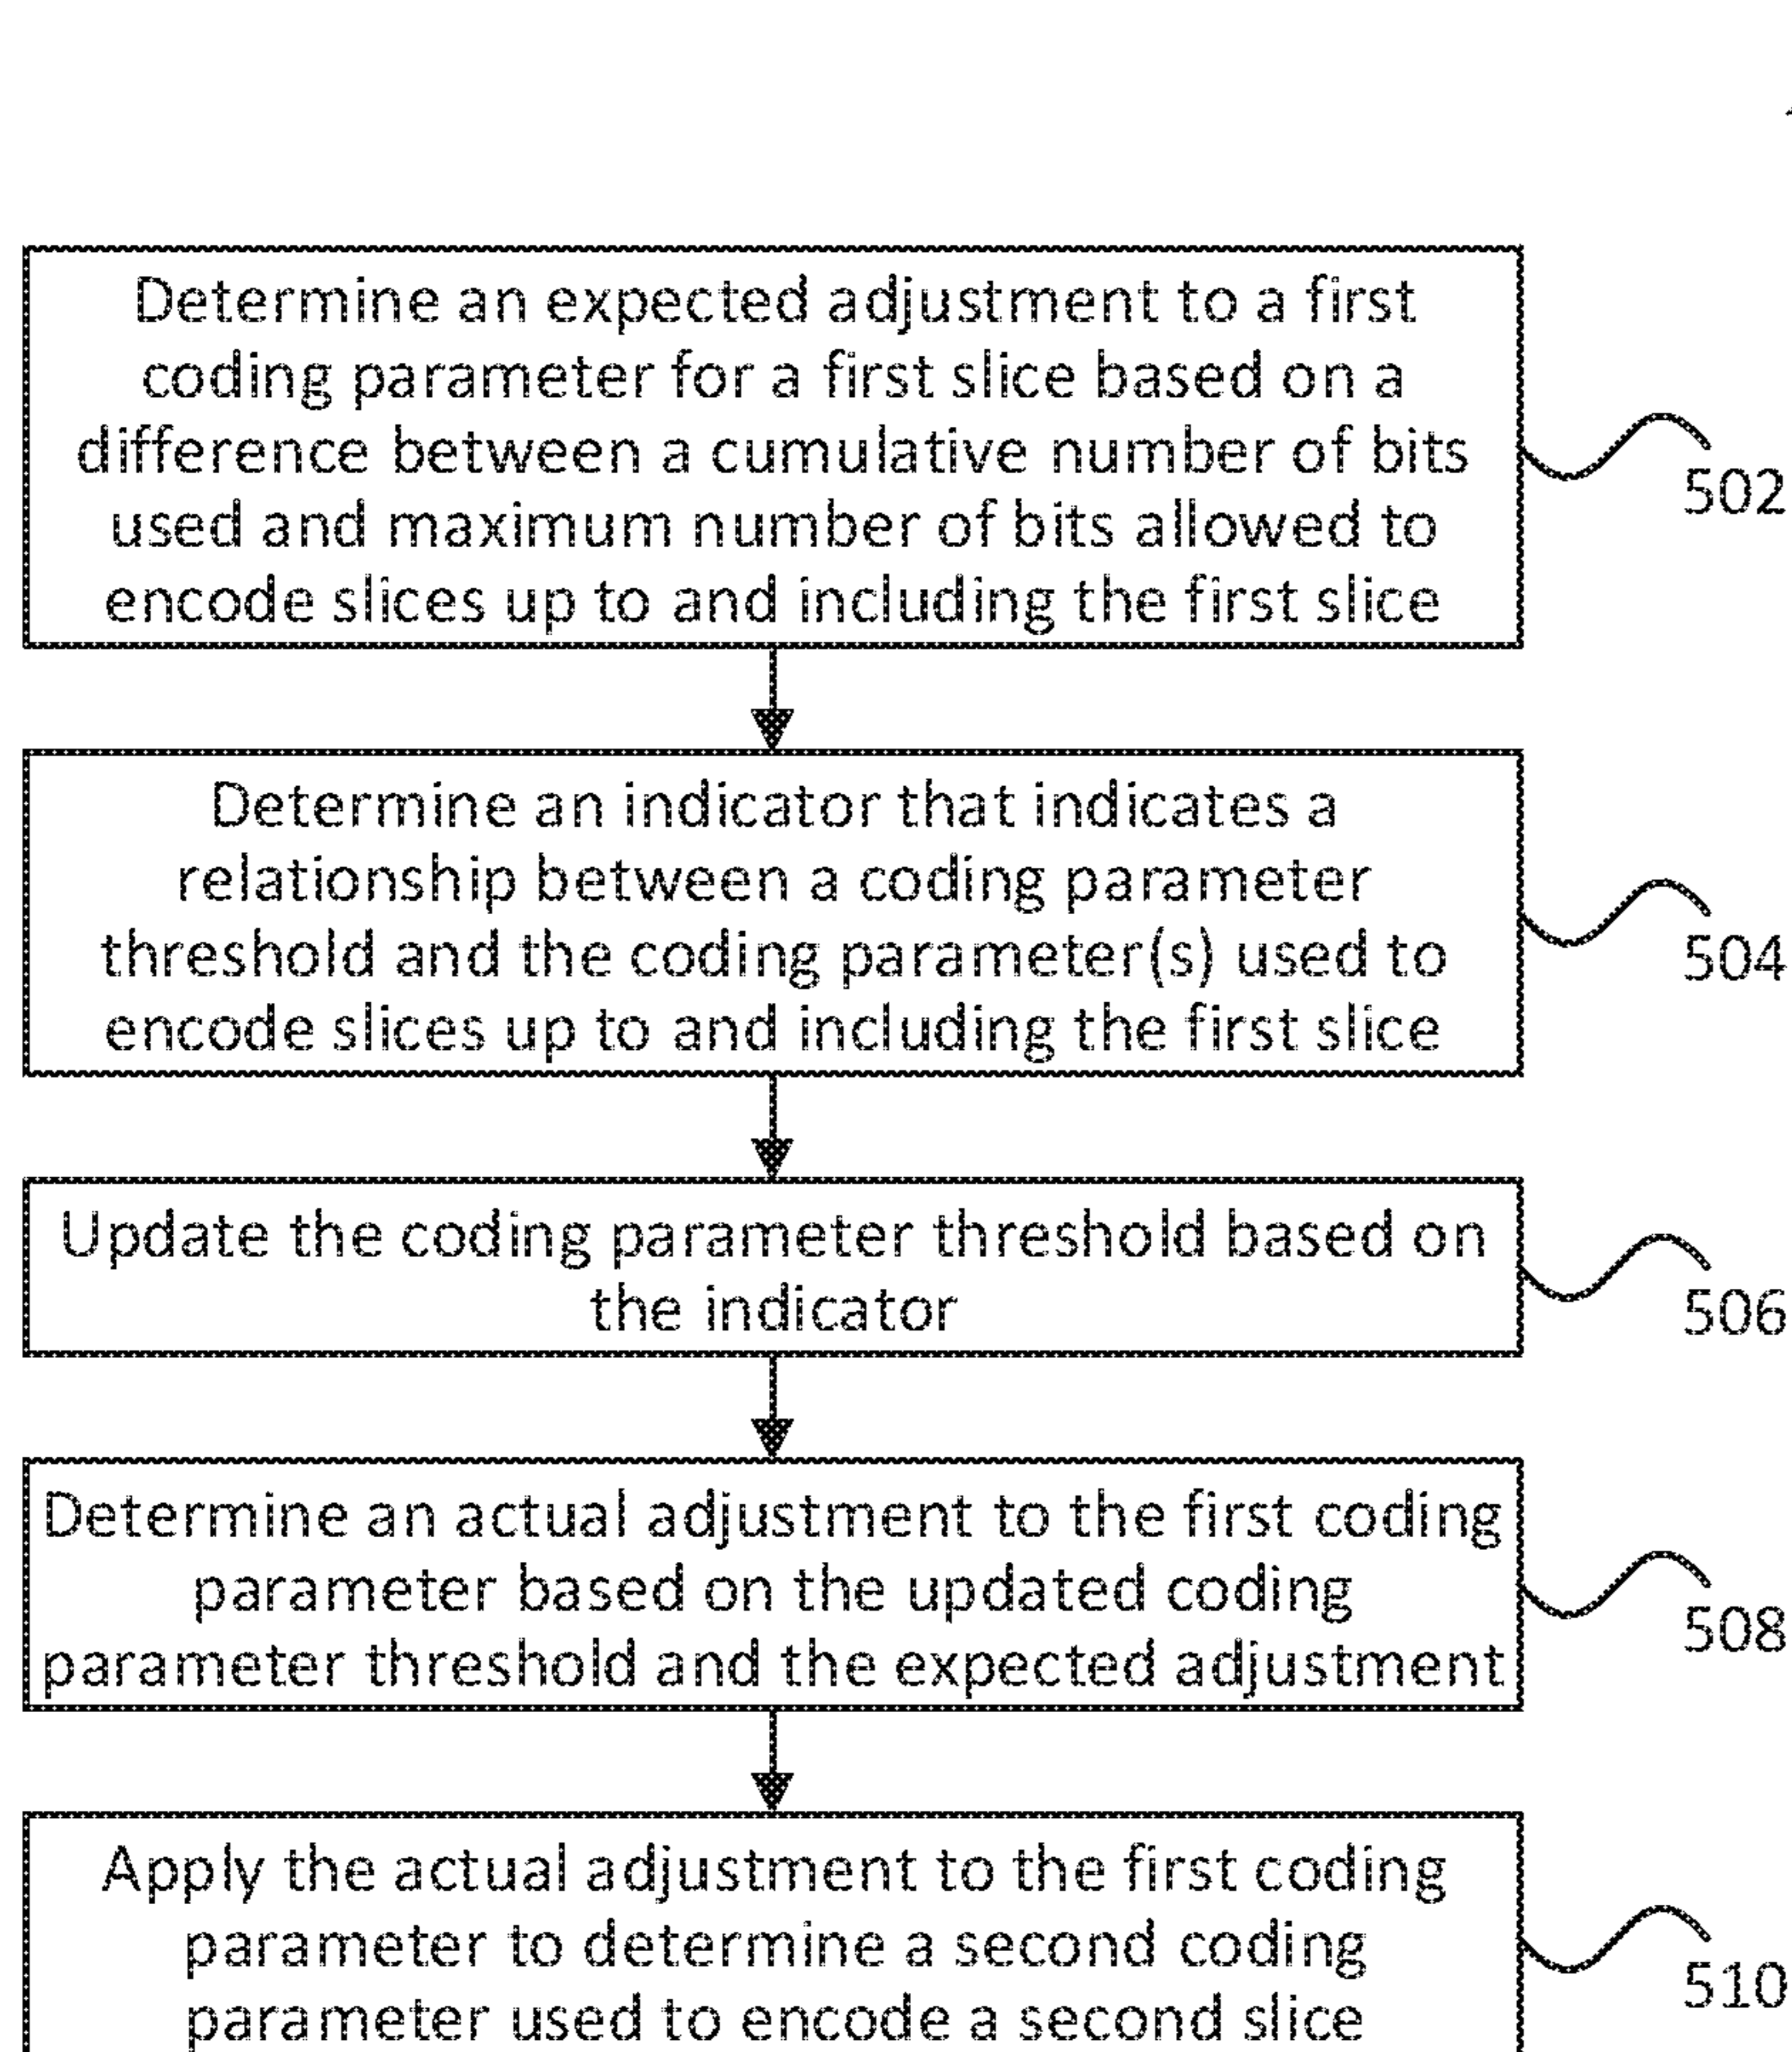 Determine an expected adjustment to a first
coding parameter for a first slice based on a
difference between a cumulative number of bits
used and maximum number of bits allowed to
encode slices up to and including the first slice
502
Determine an indicator that indicates a
relationship between a coding parameter
threshold and the coding parameter(s) used to
encode slices up to and including the first slice
504
Update the coding parameter threshold based on
the indicator
506
Determine an actual adjustment to the first coding
parameter based on the updated coding
parameter threshold and the expected adjustment
508
Apply the actual adjustment to the first coding
parameter to determine a second coding
parameter used to encode a second slice
510